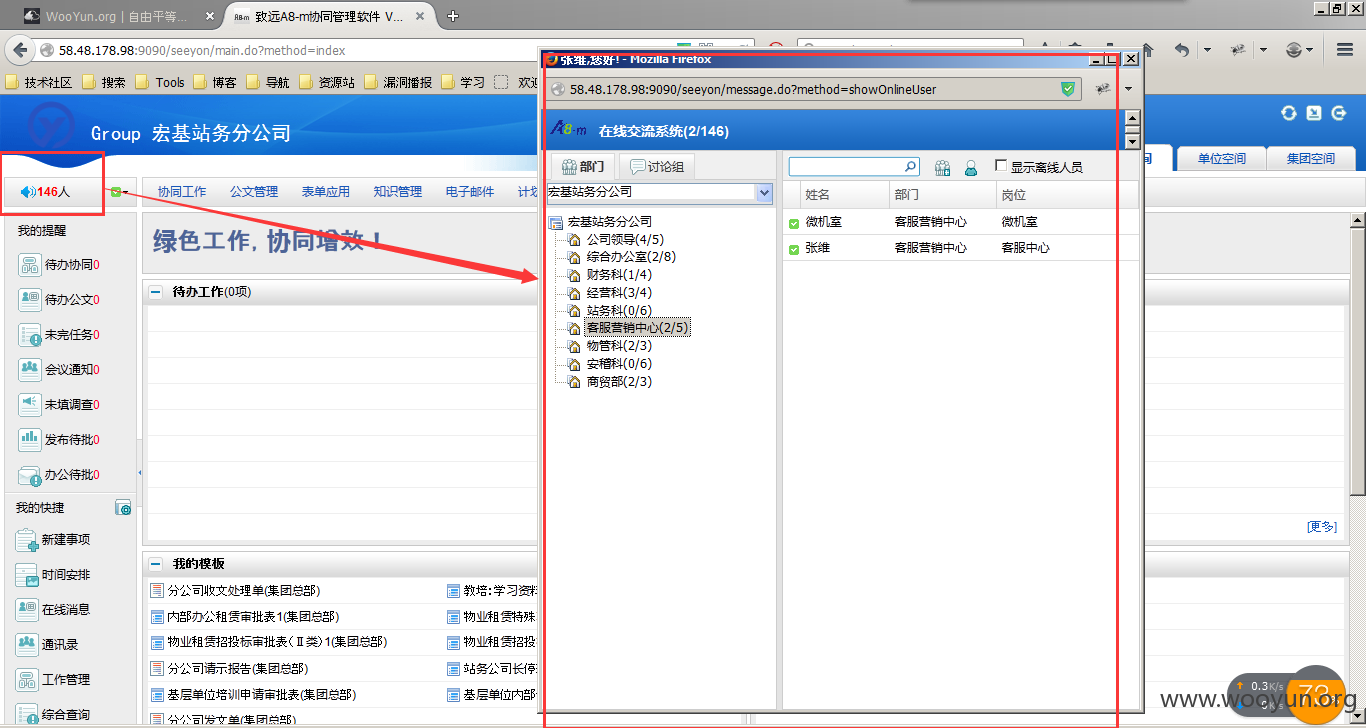 WooYun.org | 自由平等...
A8-m 致远A8-m协同管理软件 V...
58.48.178.98:9090/seeyon/main.do?method=index
技术社区 搜索 Tools 博客 导航 资源站 漏洞播报 学习 欢迎
Group 宏基站务分公司
单位空间 集团空间
146人
协同工作 公文管理 表单应用 知识管理 电子邮件 计划
我的提醒
待办协同0
待办公文0
未完任务0
会议通知0
未填调查0
发布待批0
办公待批0
我的快捷
新建事项
时间安排
在线消息
通讯录
工作管理
综合查询
绿色工作, 协同增效！
待办工作(0项)
[更多]
我的模板
分公司收文处理单(集团总部)
教培:学习资料
内部办公租赁审批表1(集团总部)
物业租赁特殊
物业租赁招投标审批表(Ⅱ类)1(集团总部)
物业租赁招投
分公司请示报告(集团总部)
站务公司长停
基层单位培训申请审批表(集团总部)
基层单位内部
分公司发文单(集团总部)
张维,您好! - Mozilla Firefox
58.48.178.98:9090/seeyon/message.do?method=showOnlineUser
A8-m 在线交流系统(2/146)
部门 讨论组
宏基站务分公司
宏基站务分公司
公司领导(4/5)
综合办公室(2/8)
财务科(1/4)
经营科(3/4)
站务科(0/6)
客服营销中心(2/5)
物管科(2/3)
安稽科(0/6)
商贸部(2/3)
显示离线人员
姓名 部门 岗位
微机室 客服营销中心 微机室
张维 客服营销中心 客服中心
0.3K/s
0K/s
www.wooyun.org